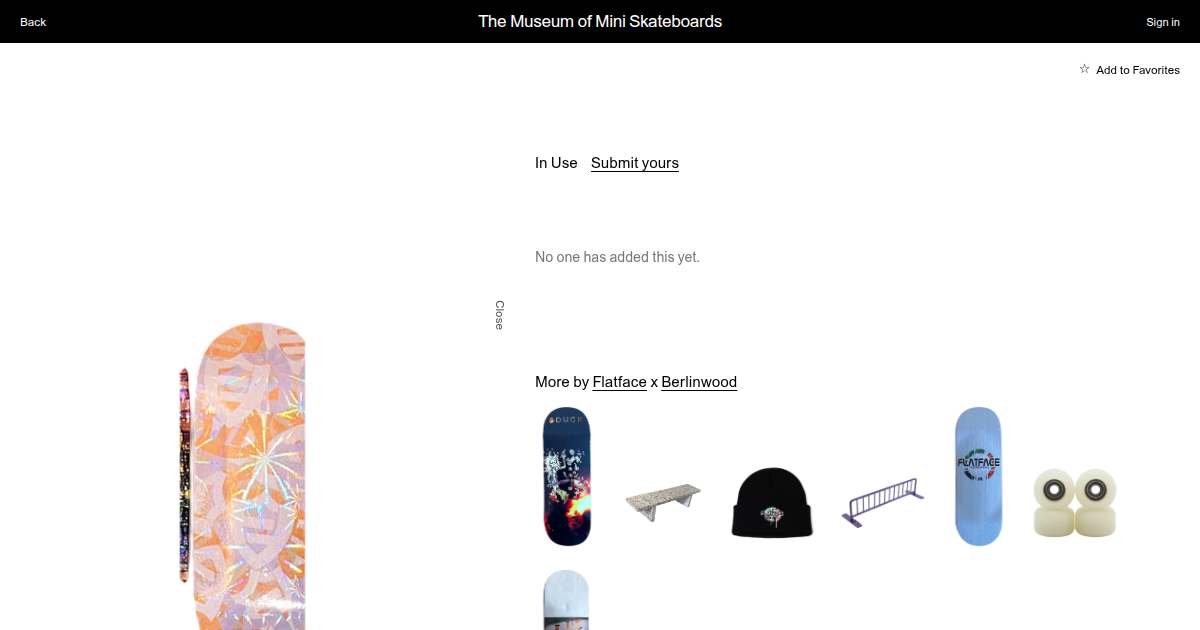 Back
The Museum of Mini Skateboards
Sign in
☆ Add to Favorites
In Use Submit yours
No one has added this yet.
Close
More by Flatface x Berlinwood
FLATFACE